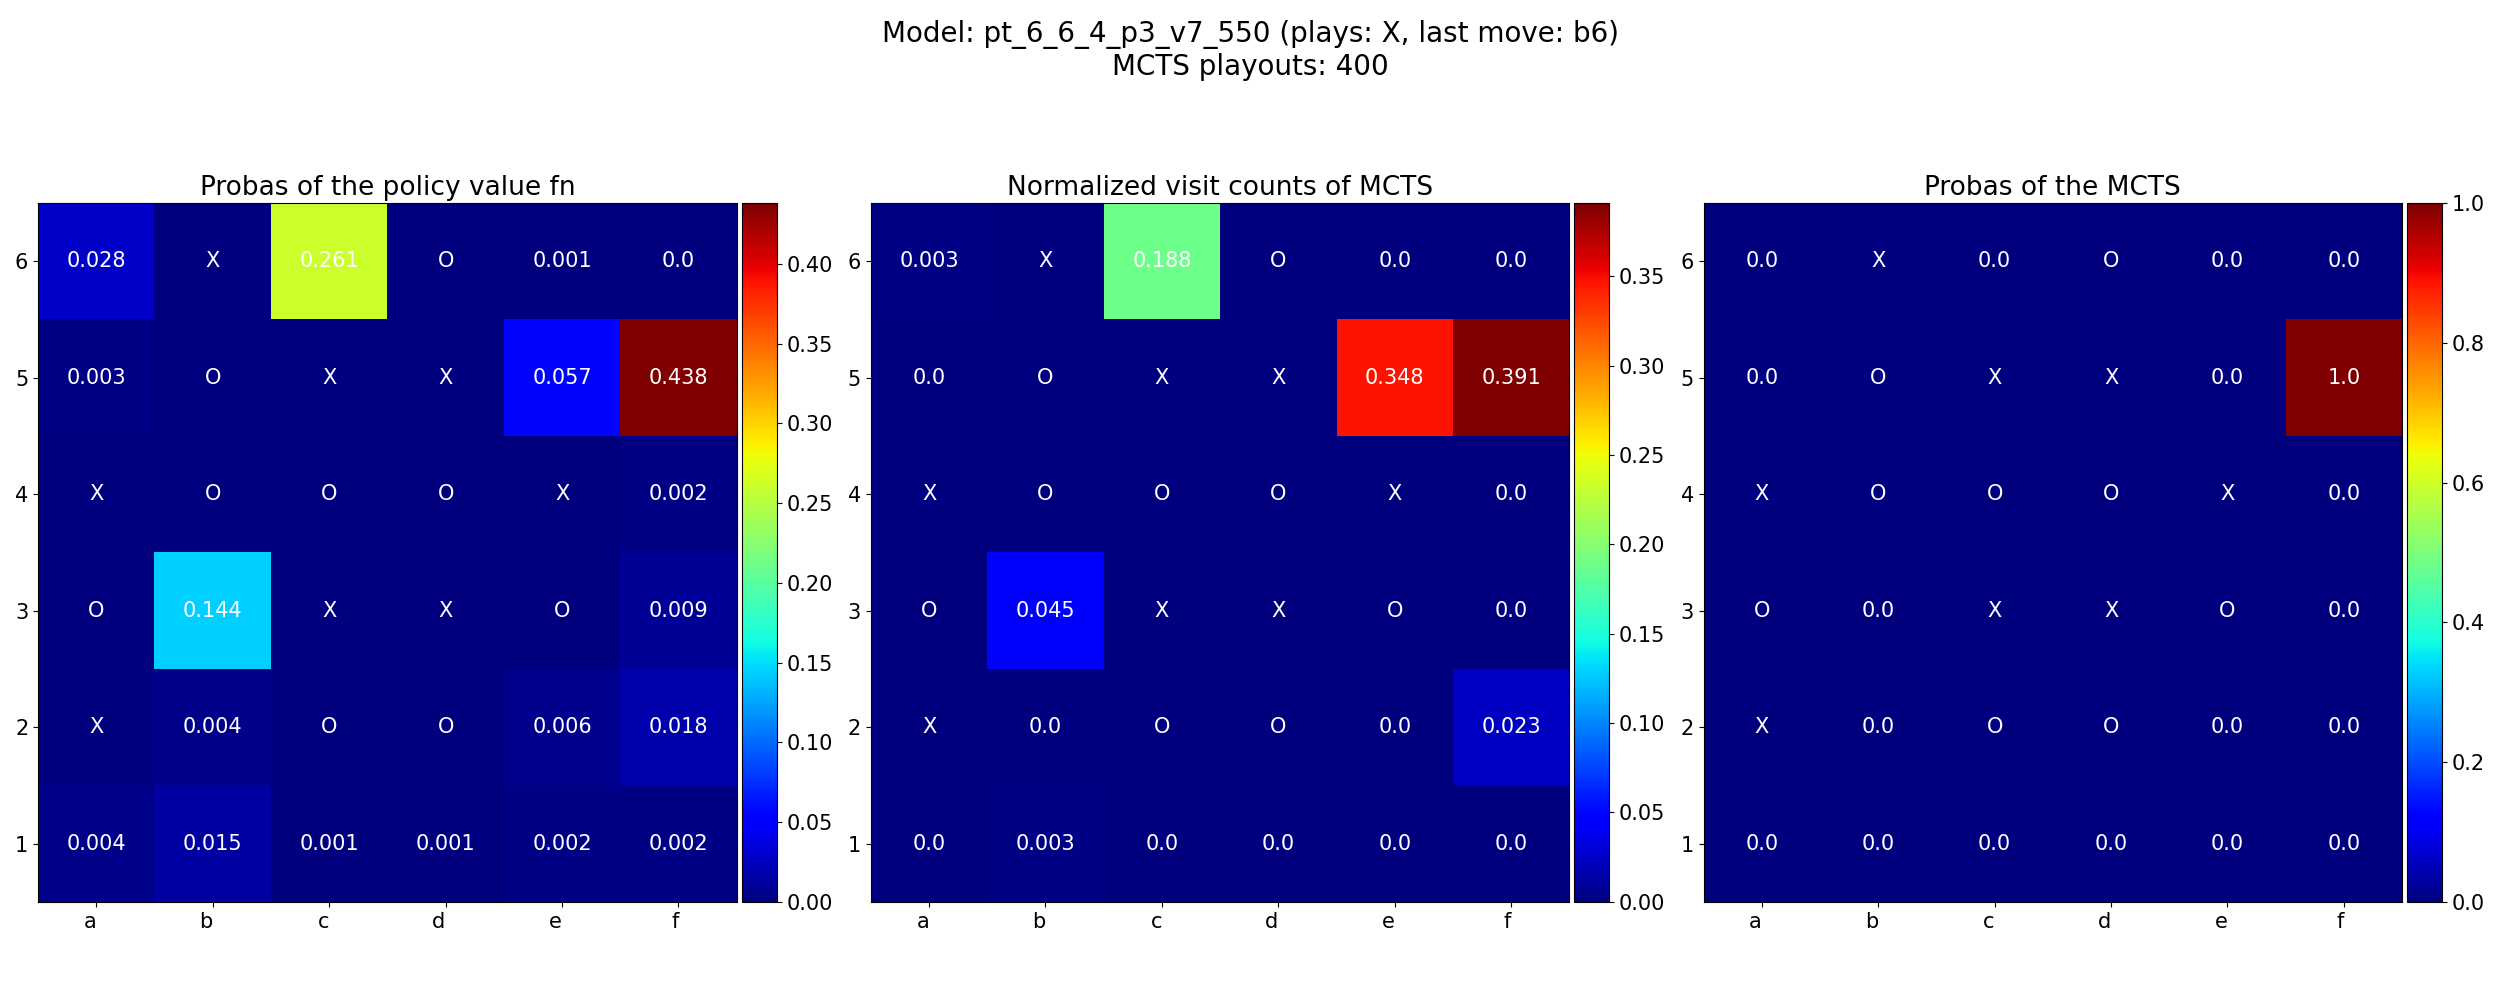 Model: pt_6_6_4_p3_v7_550 (plays: X, last move: b6)
MCTS playouts: 400
Probas of the policy value fn
6 0.028 X 0.261 O 0.001 0.0
5 0.003 O X X 0.057 0.438
4 X O O O X 0.002
3 O 0.144 X X O 0.009
2 X 0.004 O O 0.006 0.018
1 0.004 0.015 0.001 0.001 0.002 0.002
a b c d e f
0.40
0.35
0.30
0.25
0.20
0.15
0.10
0.05
0.00
Normalized visit counts of MCTS
6 0.003 X 0.188 O 0.0 0.0
5 0.0 O X X 0.348 0.391
4 X O O O X 0.0
3 O 0.045 X X O 0.0
2 X 0.0 O O 0.0 0.023
1 0.0 0.003 0.0 0.0 0.0 0.0
a b c d e f
0.35
0.30
0.25
0.20
0.15
0.10
0.05
0.00
Probas of the MCTS
6 0.0 X 0.0 O 0.0 0.0
5 0.0 O X X 0.0 1.0
4 X O O O X 0.0
3 O 0.0 X X O 0.0
2 X 0.0 O O 0.0 0.0
1 0.0 0.0 0.0 0.0 0.0 0.0
a b c d e f
1.0
0.8
0.6
0.4
0.2
0.0